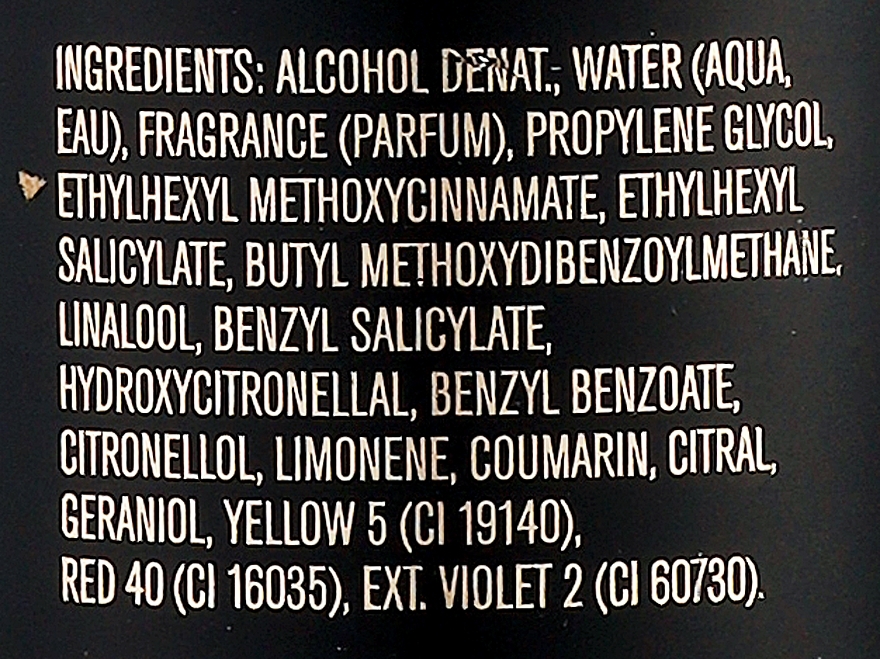 INGREDIENTS: ALCOHOL DENAT., WATER (AQUA,
EAU), FRAGRANCE (PARFUM), PROPYLENE GLYCOL,
ETHYLHEXYL METHOXYCINNAMATE, ETHYLHEXYL
SALICYLATE, BUTYL METHOXYDIBENZOYLMETHANE,
LINALOOL, BENZYL SALICYLATE,
HYDROXYCITRONELLAL, BENZYL BENZOATE,
CITRONELLOL, LIMONENE, COUMARIN, CITRAL,
GERANIOL, YELLOW 5 (CI 19140),
RED 40 (CI 16035), EXT. VIOLET 2 (CI 60730).